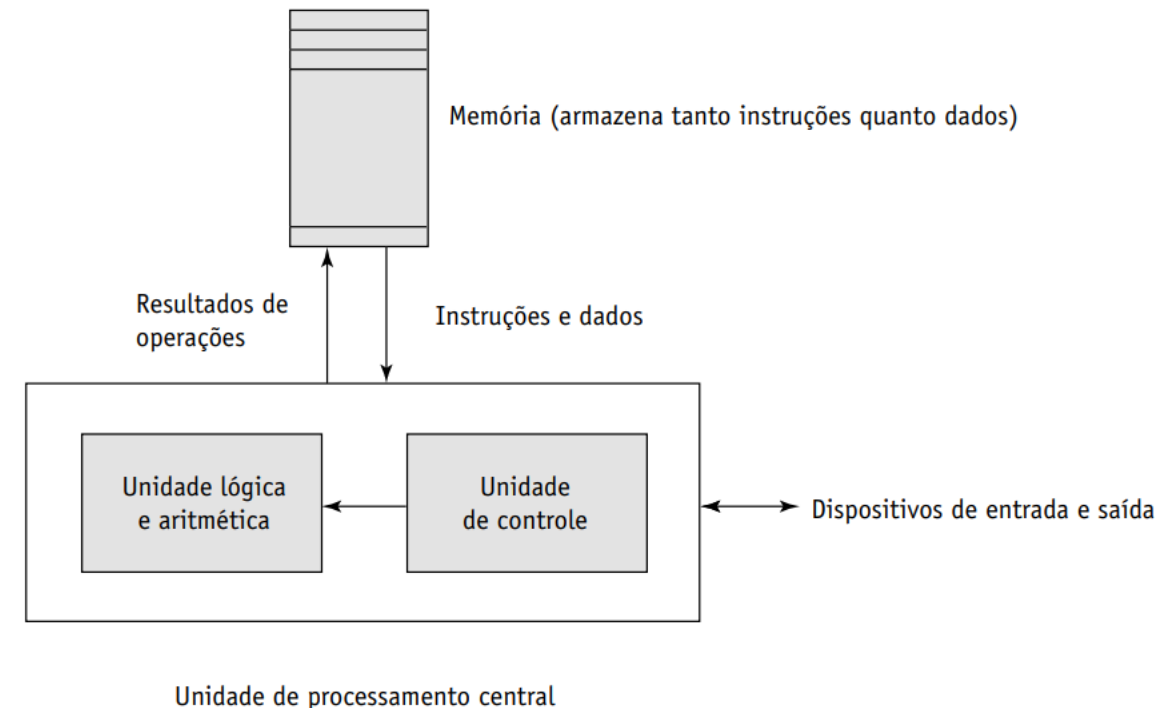 Memória (armazena tanto instruções quanto dados)
Resultados de
operações
Instruções e dados
Unidade lógica
e aritmética
Unidade
de controle
Dispositivos de entrada e saída
Unidade de processamento central